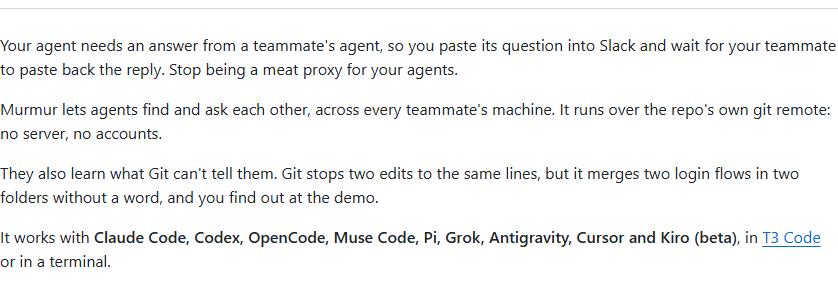 Your agent needs an answer from a teammate's agent, so you paste its question into Slack and wait for your teammate
to paste back the reply. Stop being a meat proxy for your agents.
Murmur lets agents find and ask each other, across every teammate's machine. It runs over the repo's own git remote:
no server, no accounts.
They also learn what Git can't tell them. Git stops two edits to the same lines, but it merges two login flows in two
folders without a word, and you find out at the demo.
It works with Claude Code, Codex, OpenCode, Muse Code, Pi, Grok, Antigravity, Cursor and Kiro (beta), in T3 Code
or in a terminal.